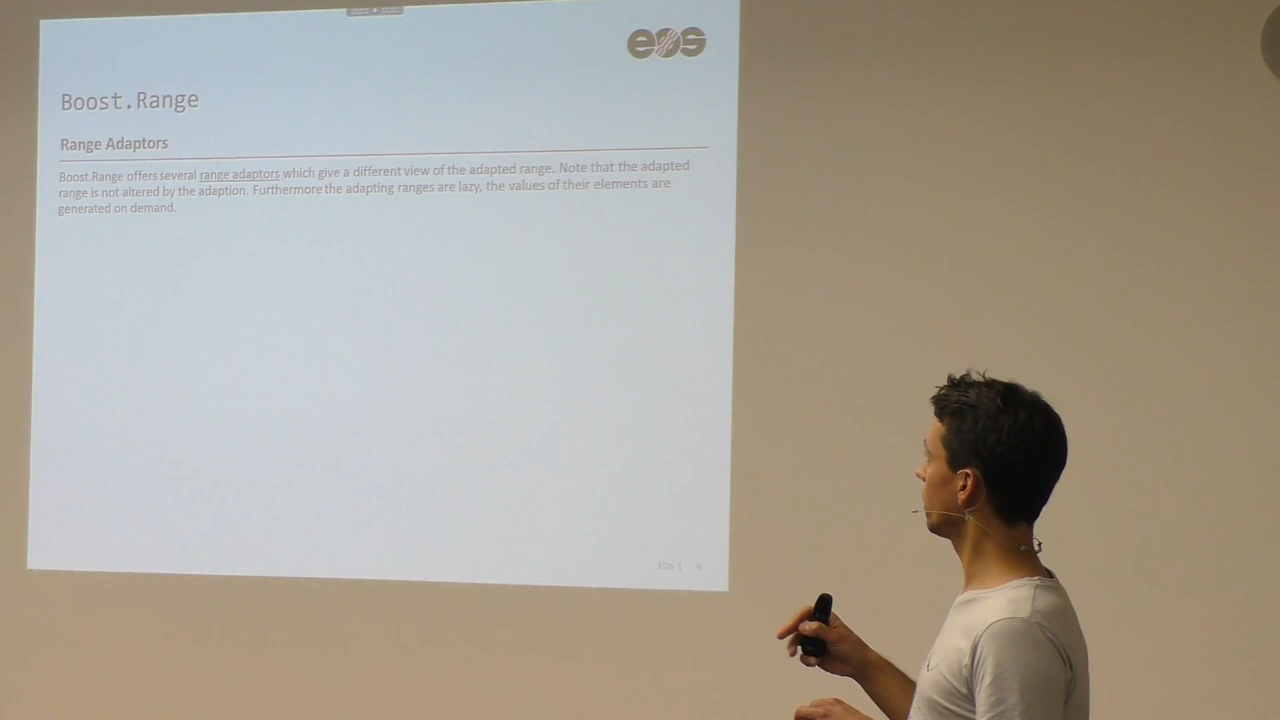 eos
Boost.Range
Range Adaptors
Boost.Range offers several range adaptors which give a different view of the adapted range. Note that the adapted
range is not altered by the adaption. Furthermore the adapting ranges are lazy, the values of their elements are
generated on demand.
EOS | 9